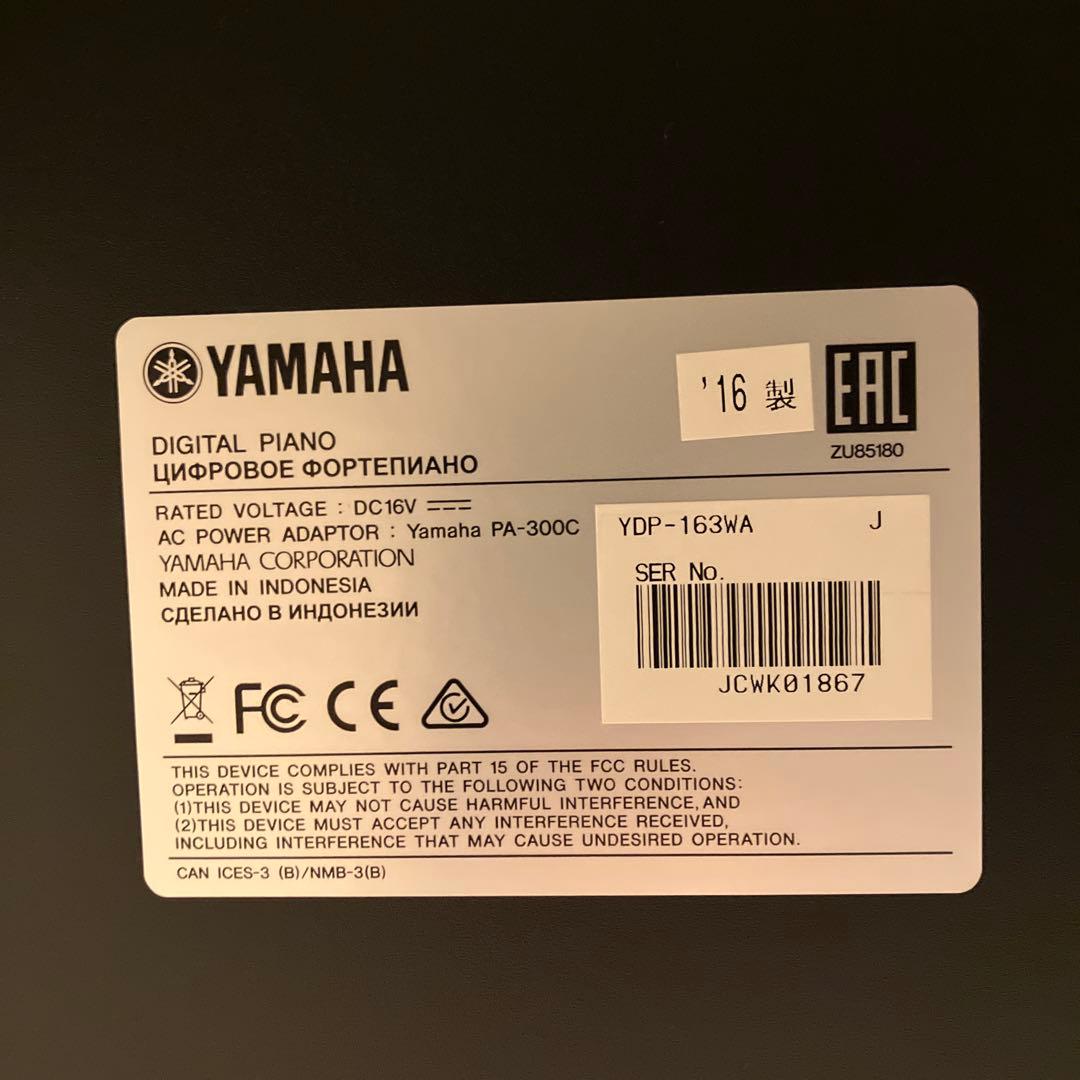 YAMAHA
'16 製
EAC
ZU85180
DIGITAL PIANO
ЦИФРОВОЕ ФОРТЕПИАНО
RATED VOLTAGE : DC16V
AC POWER ADAPTOR : Yamaha PA-300C
YAMAHA CORPORATION
MADE IN INDONESIA
СДЕЛАНО В ИНДОНЕЗИИ
YDP-163WA J
SER No.
JCWK01867
FC CE
THIS DEVICE COMPLIES WITH PART 15 OF THE FCC RULES.
OPERATION IS SUBJECT TO THE FOLLOWING TWO CONDITIONS:
(1)THIS DEVICE MAY NOT CAUSE HARMFUL INTERFERENCE, AND
(2)THIS DEVICE MUST ACCEPT ANY INTERFERENCE RECEIVED,
INCLUDING INTERFERENCE THAT MAY CAUSE UNDESIRED OPERATION.
CAN ICES-3 (B)/NMB-3(B)